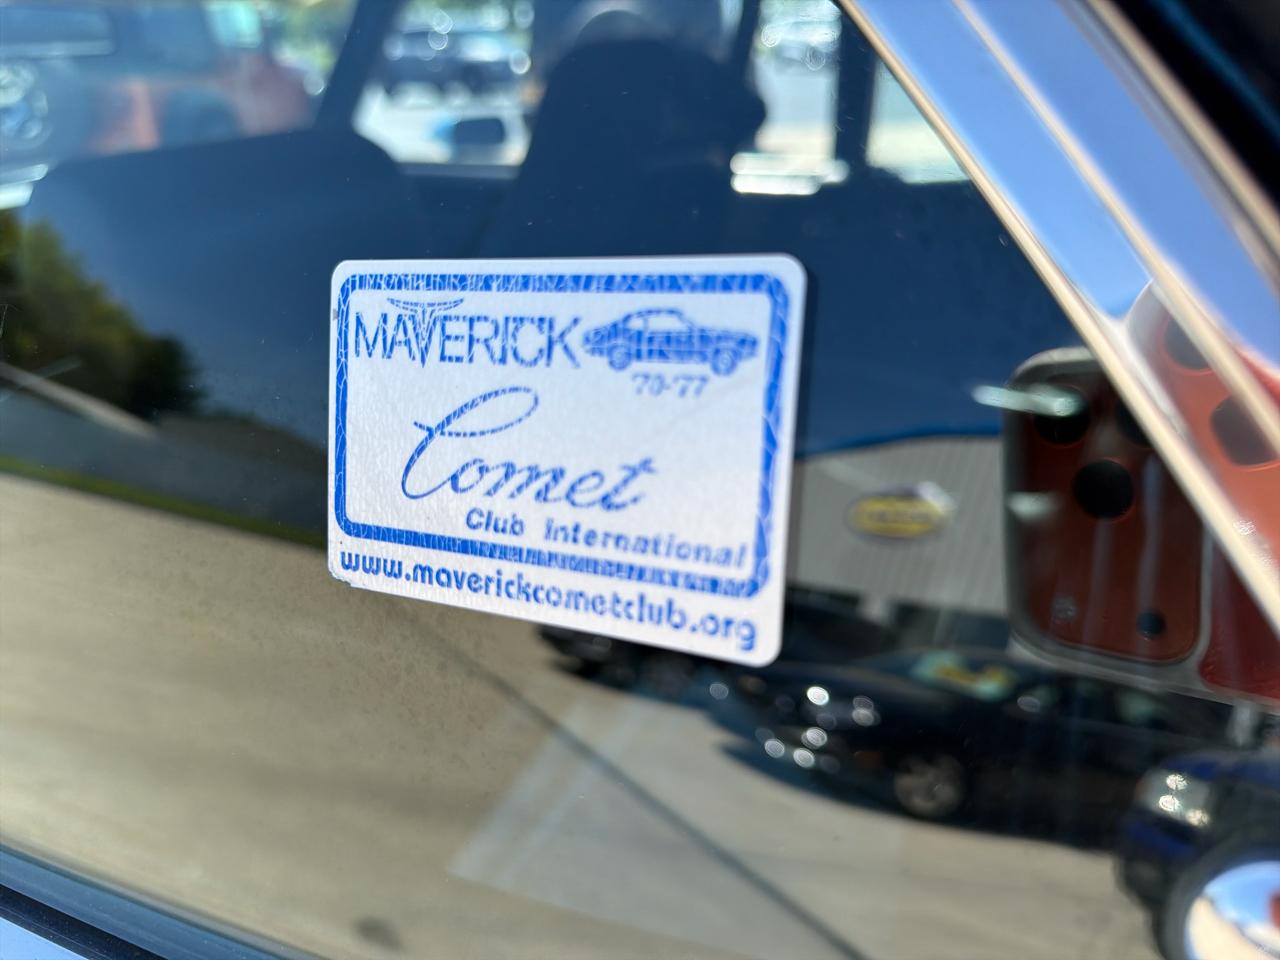 MAVERICK
'70-'77
Comet
Club International
www.maverickcometclub.org